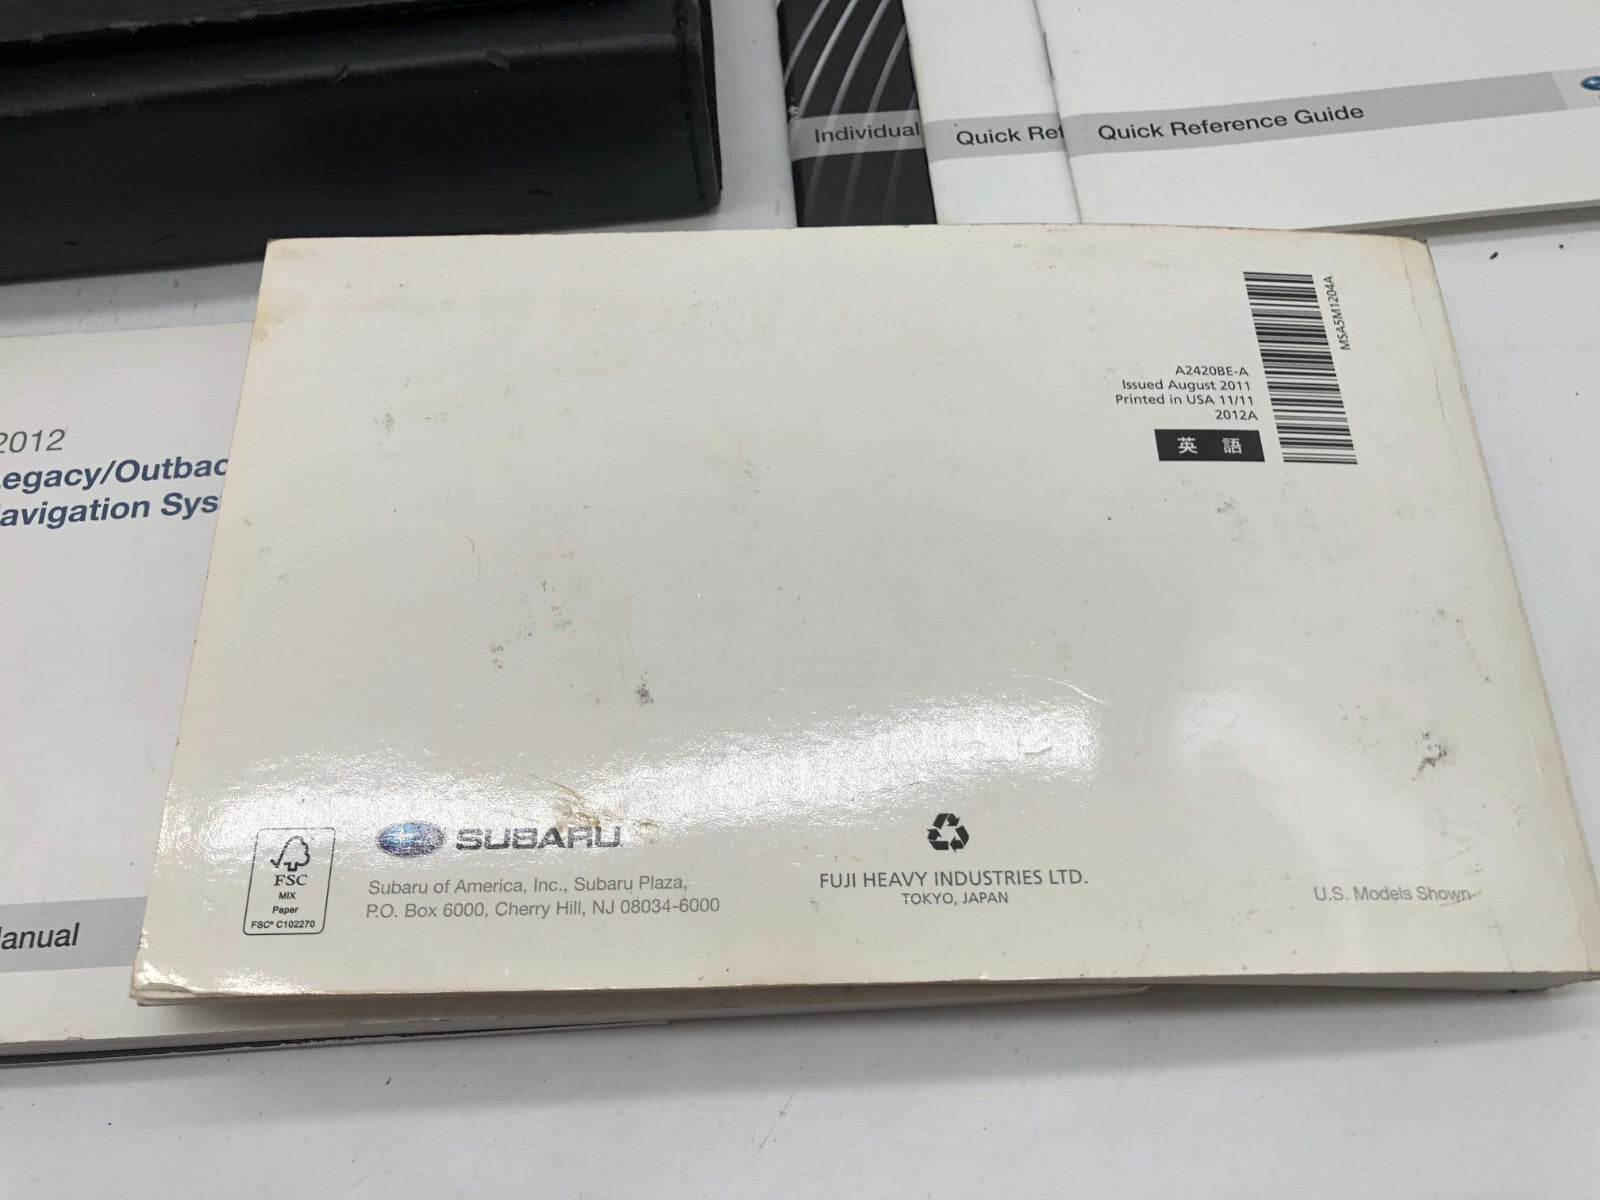 Individual
Quick Ref
Quick Reference Guide
MSA5M1204A
A2420BE-A
Issued August 2011
Printed in USA 11/11
2012A
英 語
2012
egacy/Outbac
avigation Sys
anual
FSC
MIX
Paper
FSC® C102270
SUBARU
Subaru of America, Inc., Subaru Plaza,
P.O. Box 6000, Cherry Hill, NJ 08034-6000
FUJI HEAVY INDUSTRIES LTD.
TOKYO, JAPAN
U.S. Models Shown